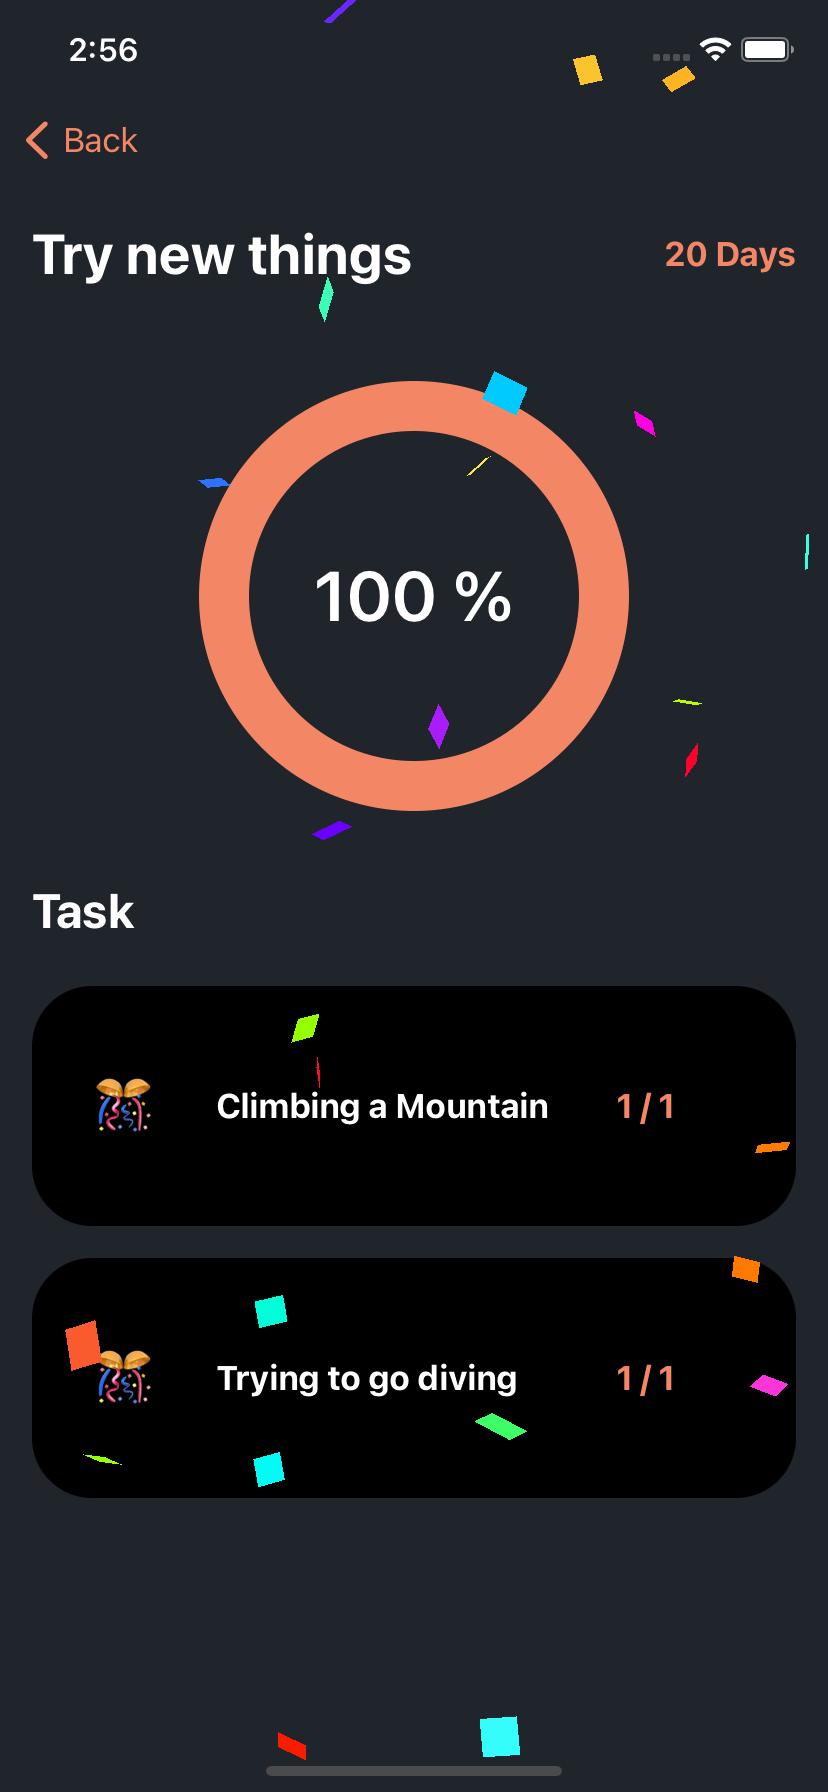 2:56
Back
Try new things
20 Days
100 %
Task
Climbing a Mountain
1 / 1
Trying to go diving
1 / 1